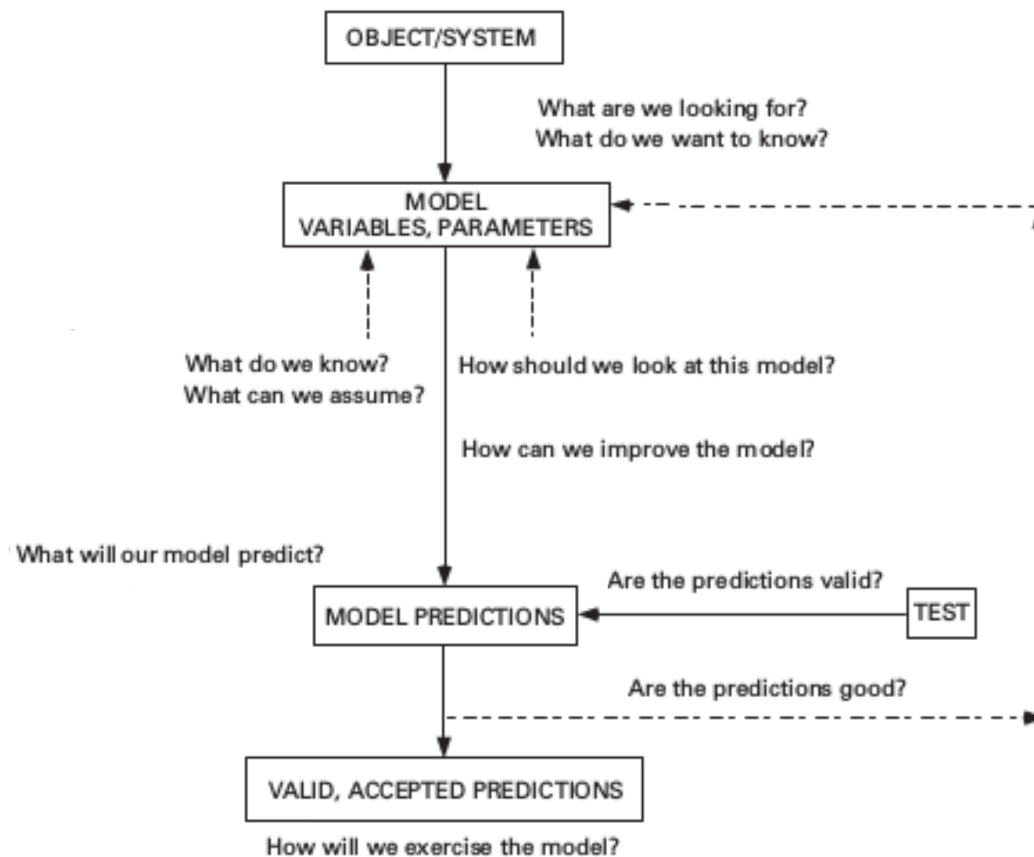 OBJECT/SYSTEM
What are we looking for?
What do we want to know?
MODEL
VARIABLES, PARAMETERS
What do we know?
What can we assume?
How should we look at this model?
How can we improve the model?
What will our model predict?
Are the predictions valid?
MODEL PREDICTIONS
TEST
Are the predictions good?
VALID, ACCEPTED PREDICTIONS
How will we exercise the model?